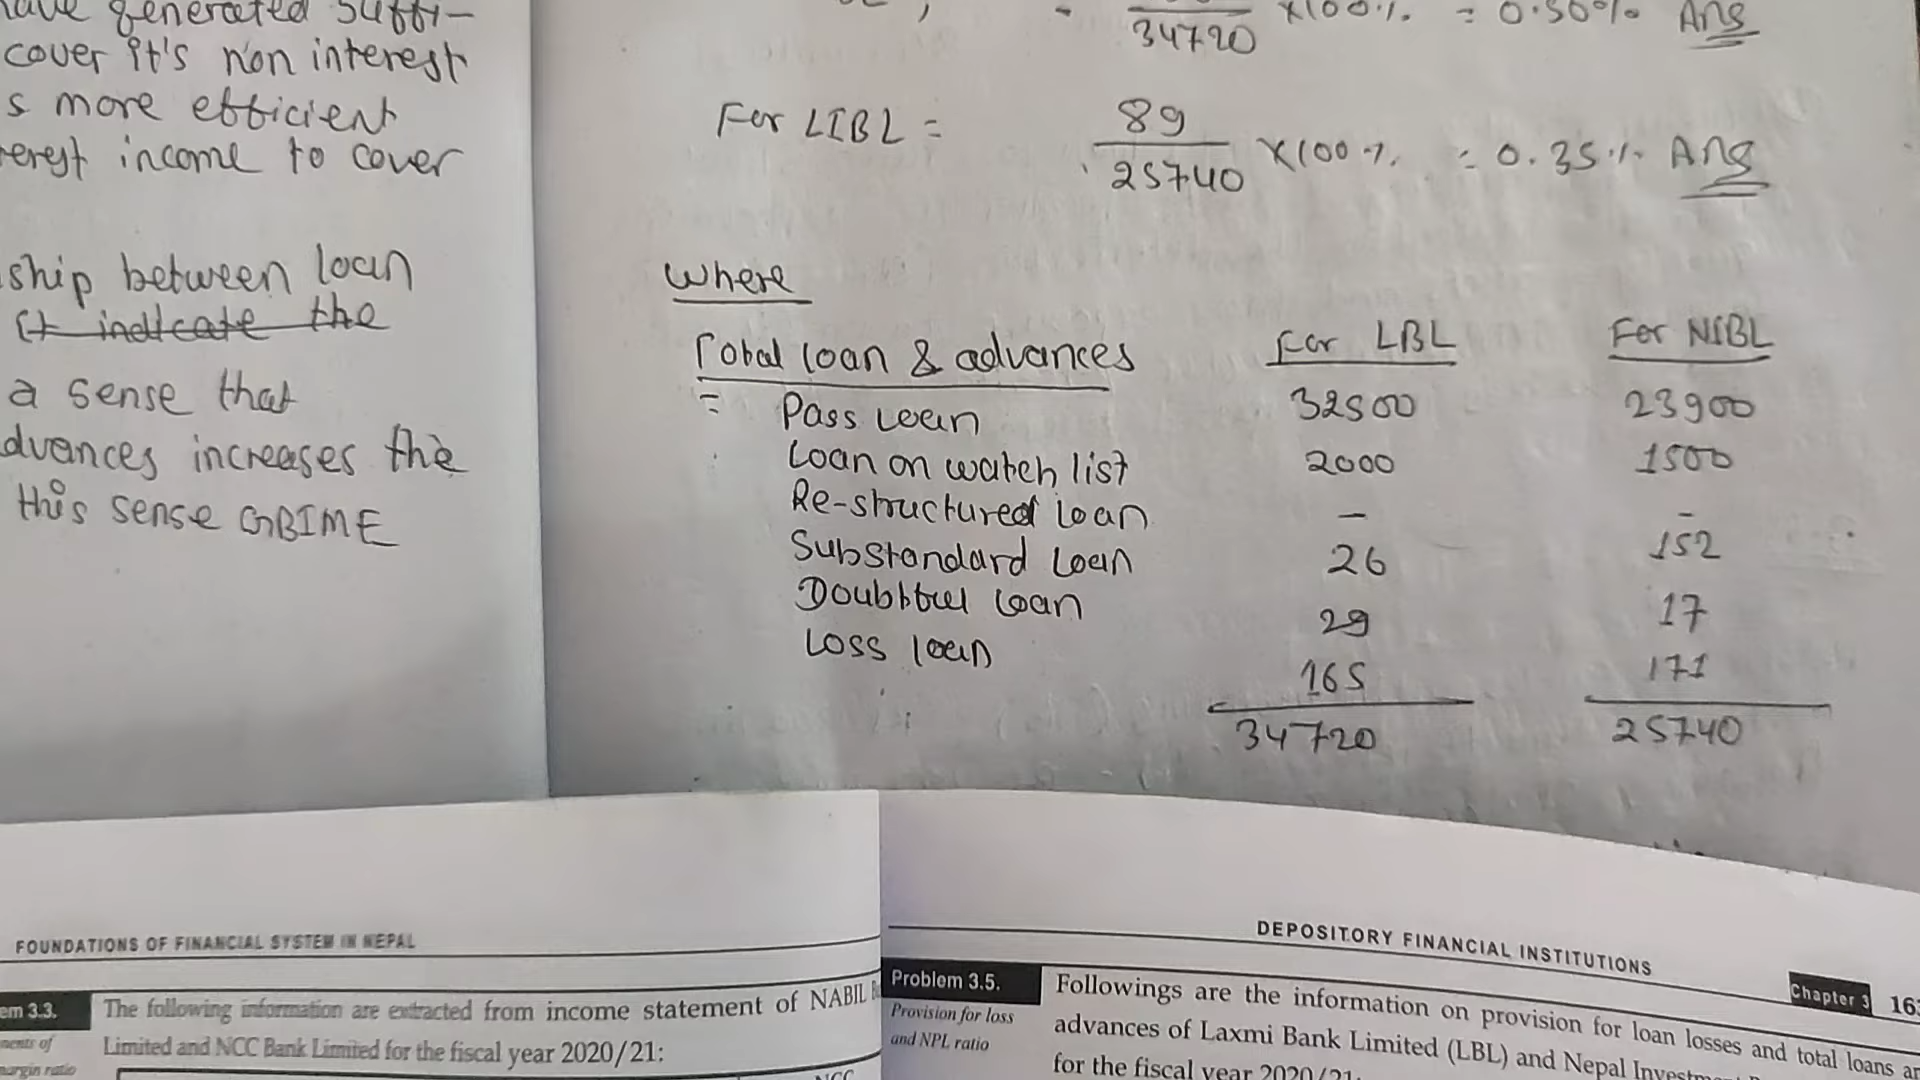 generated suffi-
cover it's non interest
s more efficient
erest income to cover
ship between loan
It indicate the
a sense that
dvances increases the
this sense GBIME
34720 ×100%. = 0.50% Ans
For LIBL = 89 / 25740 ×100%. = 0.35% Ans
Where
Total loan & advances For LBL For NIBL
= Pass loan 32500 23900
Loan on watch list 2000 1500
Re-structured loan – –
Substandard loan 26 152
Doubtful loan 29 17
Loss loan 165 171
34720 25740
FOUNDATIONS OF FINANCIAL SYSTEM IN NEPAL
em 3.3. The following information are extracted from income statement of NABIL
ments of Limited and NCC Bank Limited for the fiscal year 2020/21:
margin ratio
NCC
DEPOSITORY FINANCIAL INSTITUTIONS
Chapter 3 16
Problem 3.5. Followings are the information on provision for loan losses and total loans an
Provision for loss advances of Laxmi Bank Limited (LBL) and Nepal Investm
and NPL ratio for the fiscal year 2020/21: